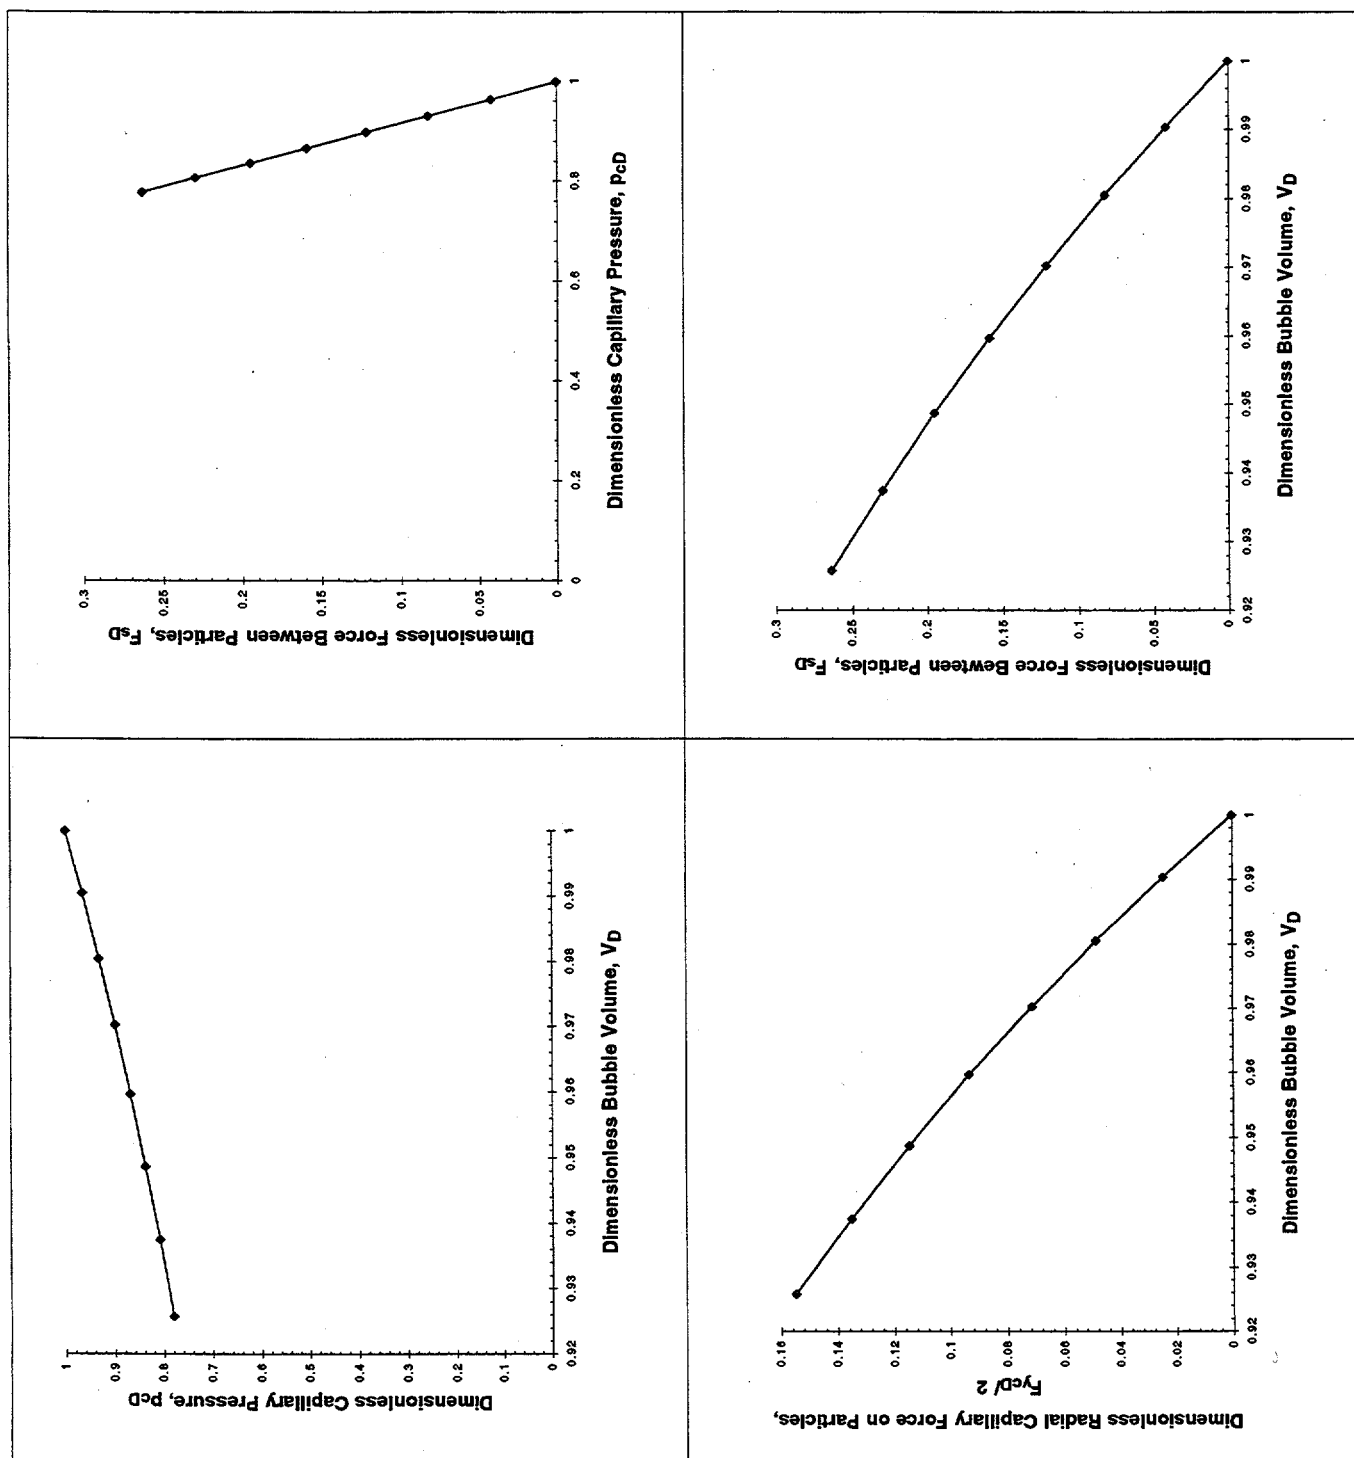 Dimensionless Capillary Pressure, pcD
1
0.9
0.8
0.7
0.6
0.5
0.4
0.3
0.2
0.1
0
0.92 0.93 0.94 0.95 0.96 0.97 0.98 0.99 1
Dimensionless Bubble Volume, VD
Dimensionless Force Between Particles, FsD
0.3
0.25
0.2
0.15
0.1
0.05
0
0 0.2 0.4 0.6 0.8 1
Dimensionless Capillary Pressure, pcD
Dimensionless Radial Capillary Force on Particles,
FycD/ 2
0.16
0.14
0.12
0.1
0.08
0.06
0.04
0.02
0
0.92 0.93 0.94 0.95 0.96 0.97 0.98 0.99 1
Dimensionless Bubble Volume, VD
Dimensionless Force Bewteen Particles, FsD
0.3
0.25
0.2
0.15
0.1
0.05
0
0.92 0.93 0.94 0.95 0.96 0.97 0.98 0.99 1
Dimensionless Bubble Volume, VD